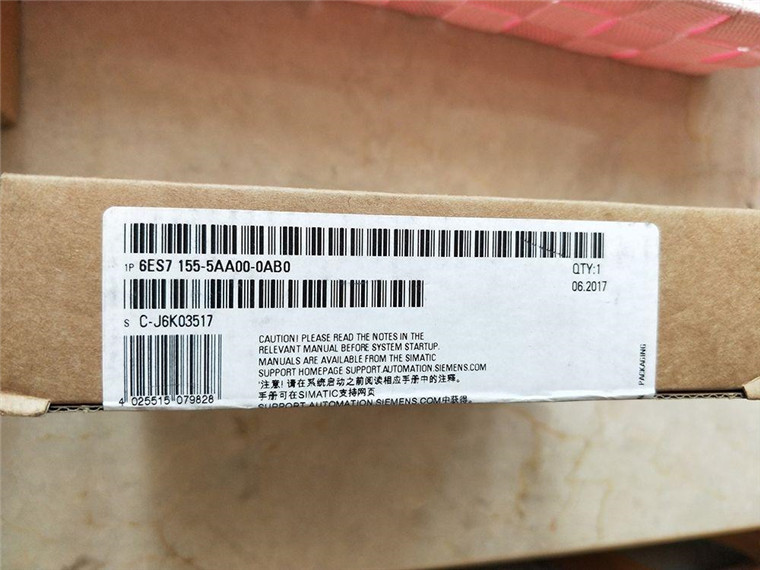 1P 6ES7 155-5AA00-0AB0
QTY:1
06.2017
S C-J6K03517
CAUTION! PLEASE READ THE NOTES IN THE
RELEVANT MANUAL BEFORE SYSTEM STARTUP.
MANUALS ARE AVAILABLE FROM THE SIMATIC
SUPPORT HOMEPAGE SUPPORT.AUTOMATION.SIEMENS.COM
'注意! 请在系统启动之前阅读相应手册中的注释。
手册可在SIMATIC支持网页
SUPPORT.AUTOMATION.SIEMENS.COM中获得。
4 025515 079828
PACKAGING